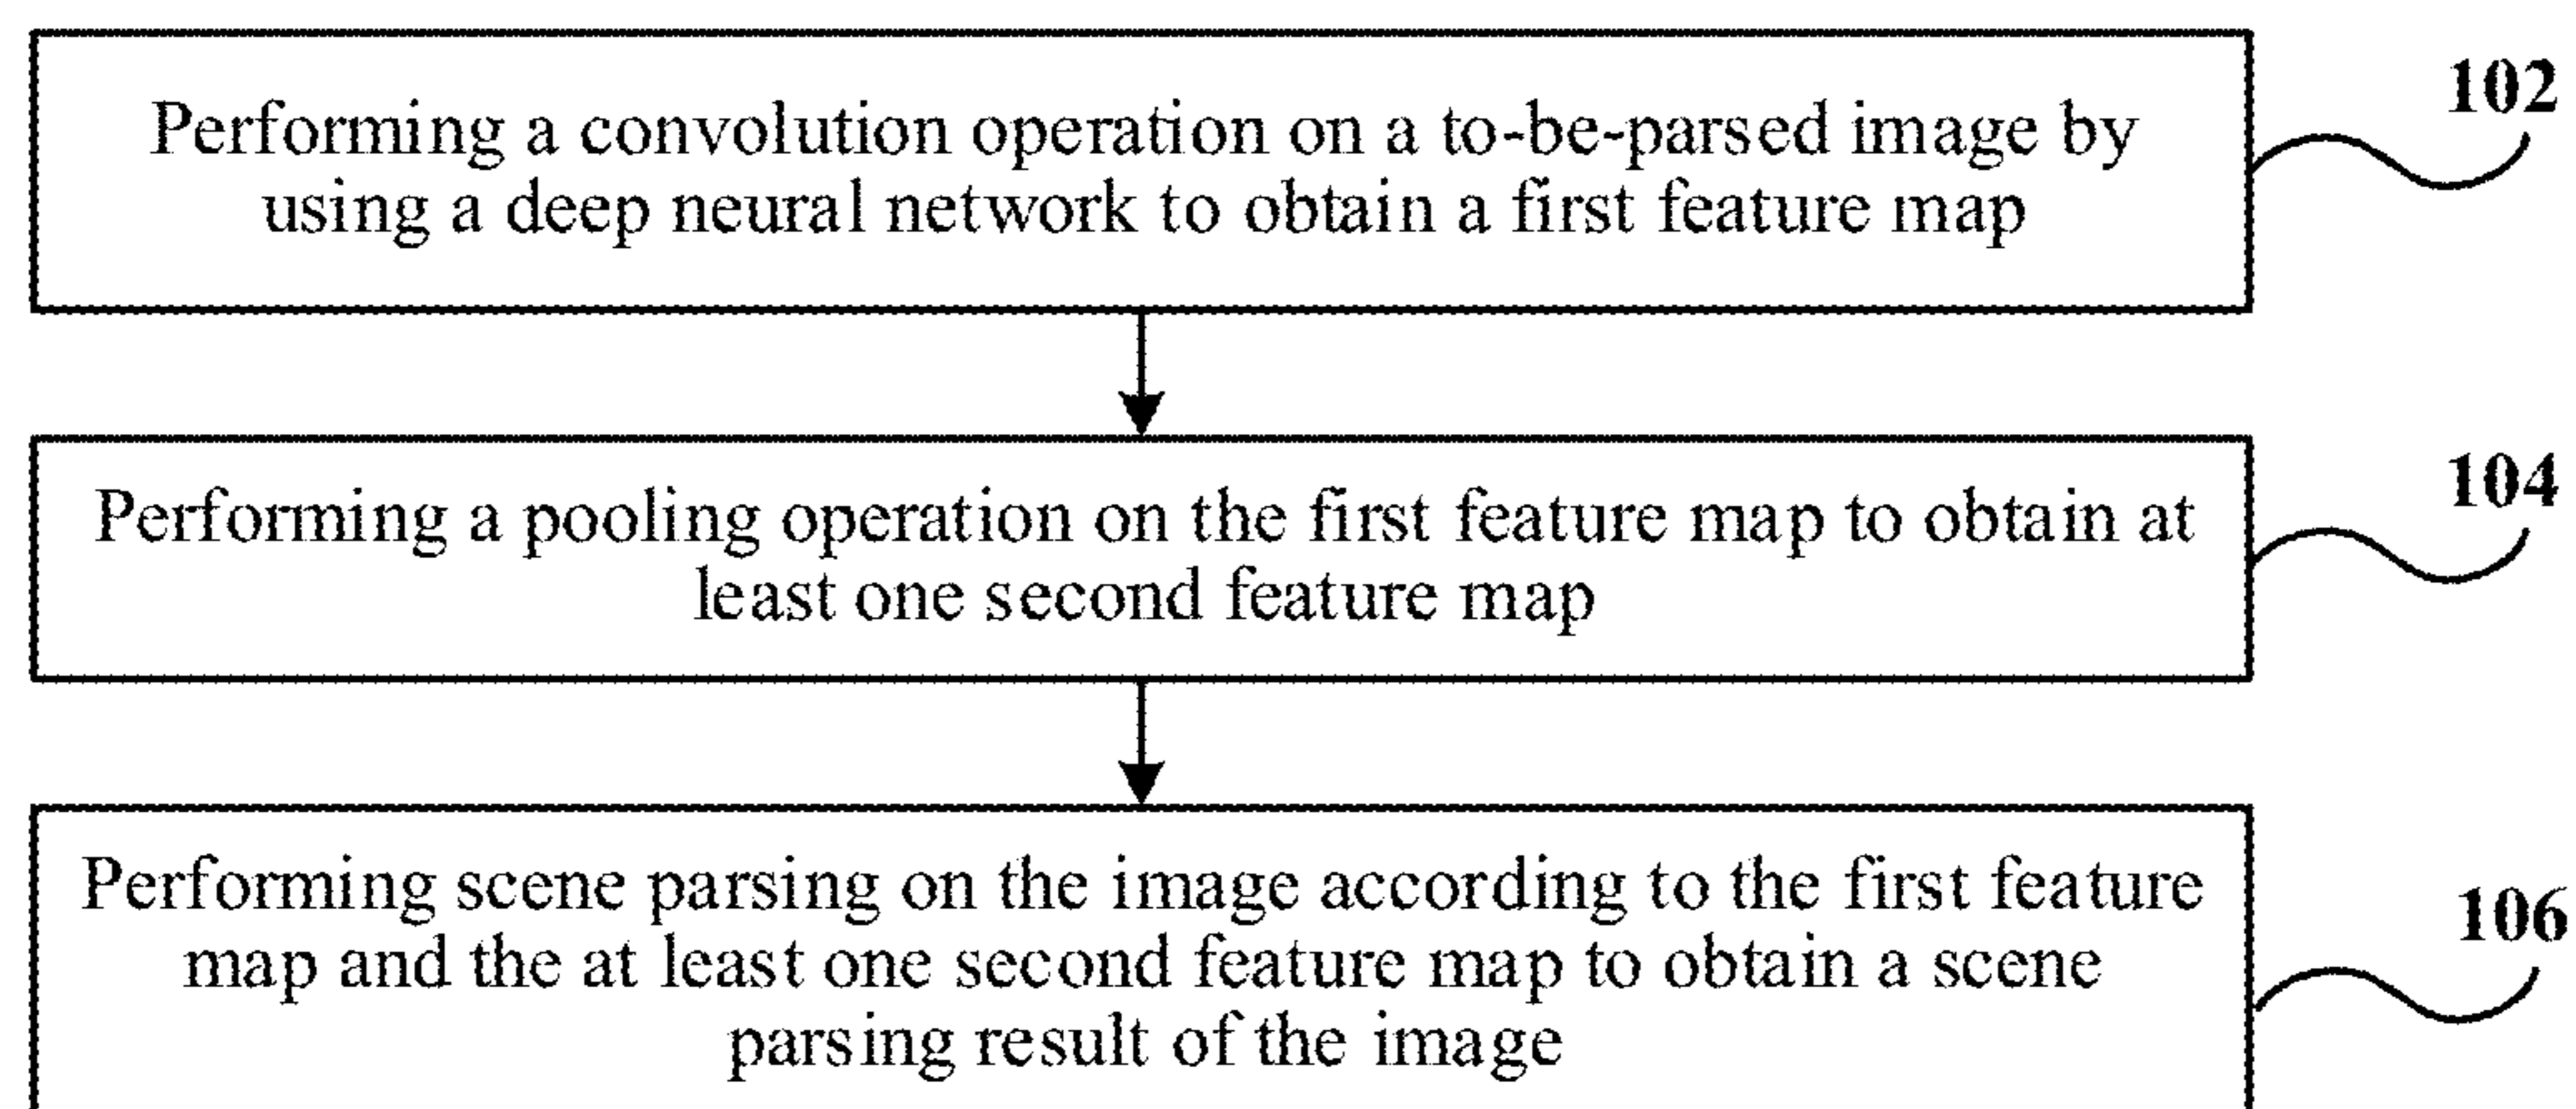 Performing a convolution operation on a to-be-parsed image by
using a deep neural network to obtain a first feature map
102
Performing a pooling operation on the first feature map to obtain at
least one second feature map
104
Performing scene parsing on the image according to the first feature
map and the at least one second feature map to obtain a scene
parsing result of the image
106